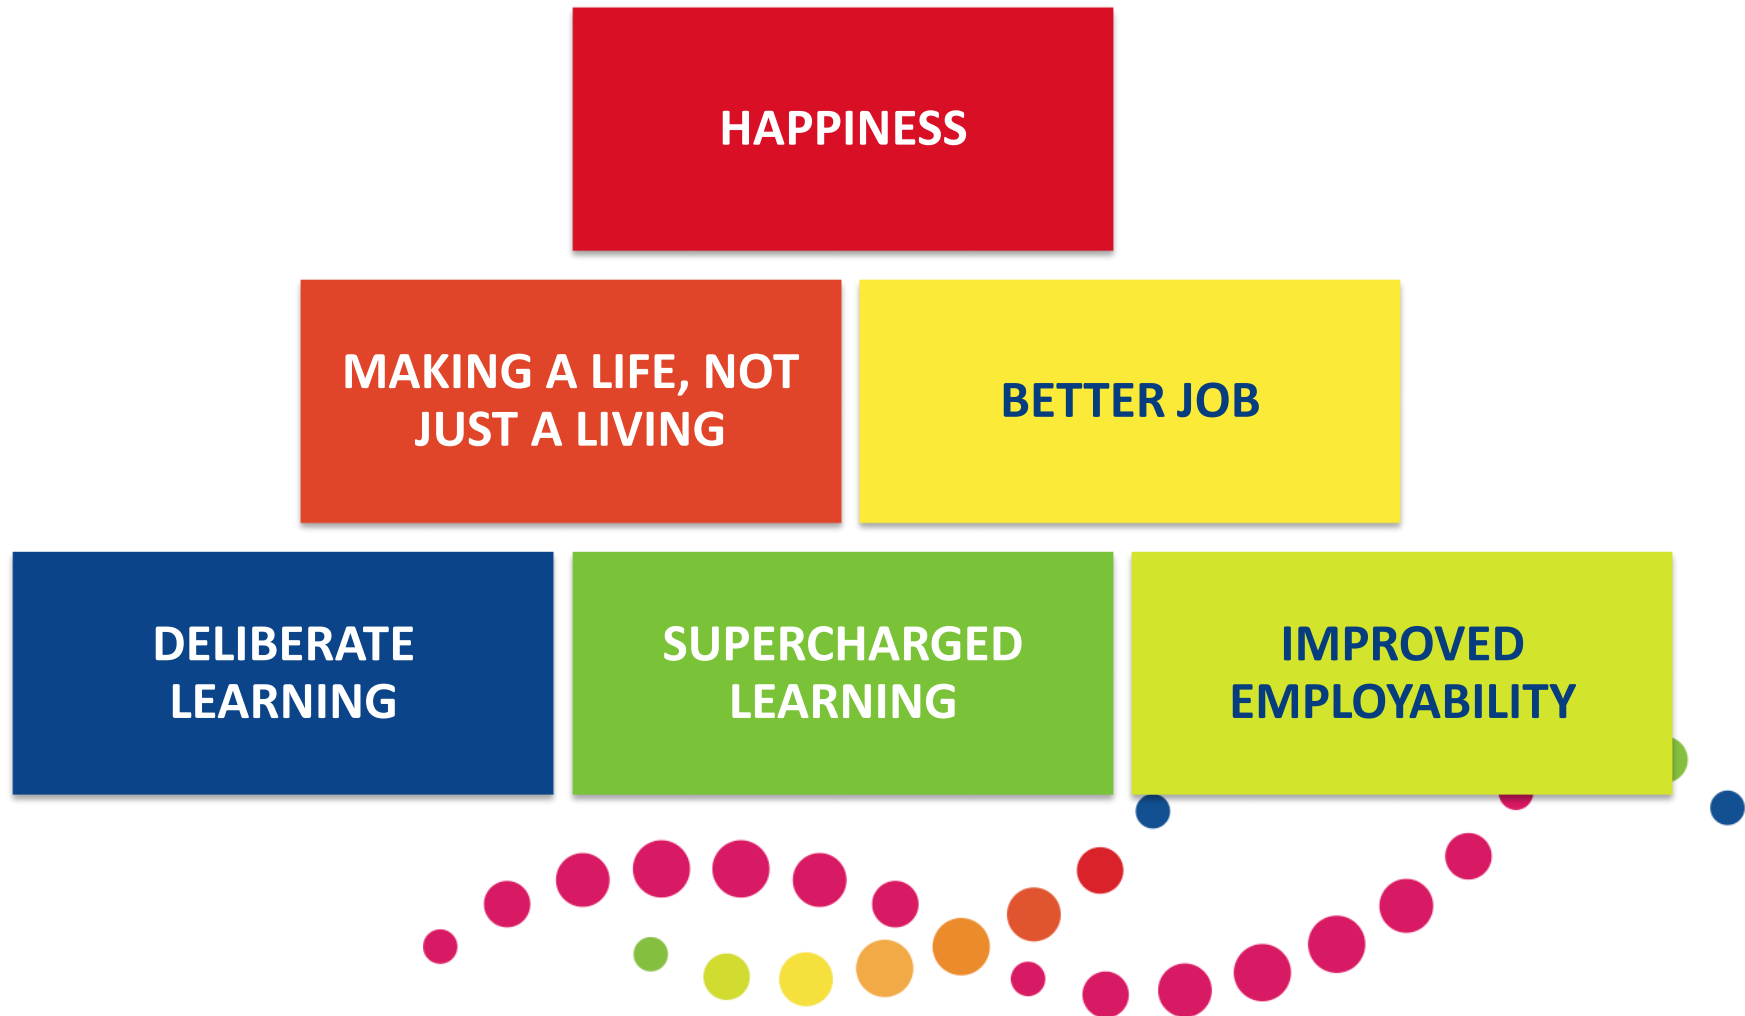 HAPPINESS
MAKING A LIFE, NOT
JUST A LIVING
BETTER JOB
DELIBERATE
LEARNING
SUPERCHARGED
LEARNING
IMPROVED
EMPLOYABILITY